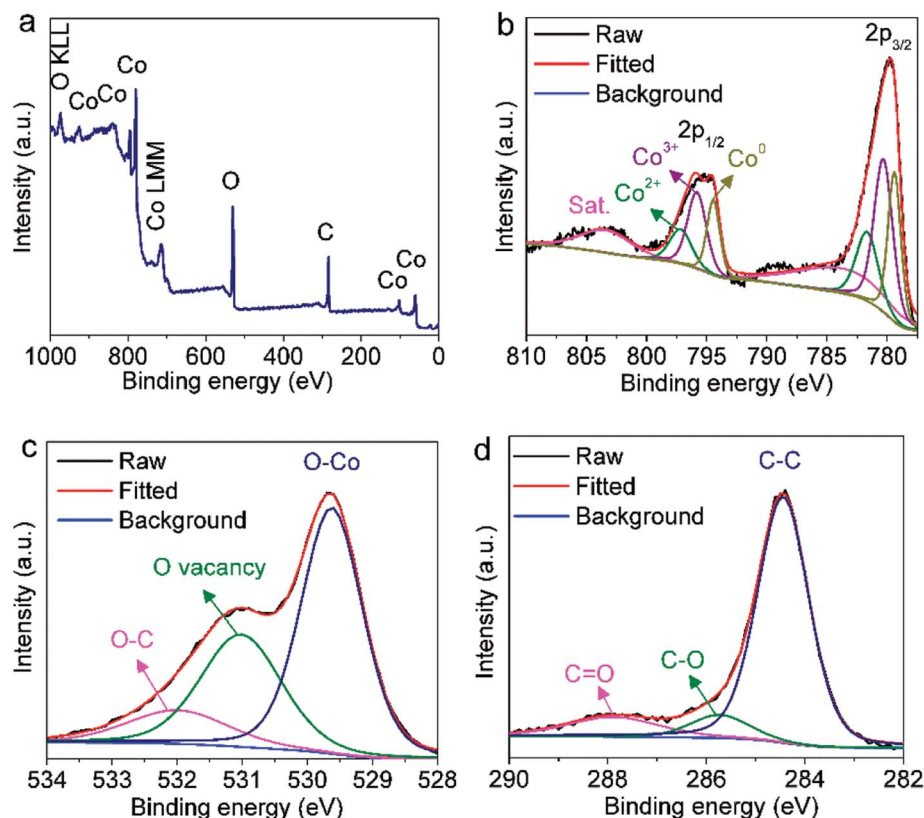 a
O KLL
Co
Co
Co
Co LMM
O
C
Co
Co
Intensity (a.u.)
1000 800 600 400 200 0
Binding energy (eV)
b
Raw
Fitted
Background
2p3/2
2p1/2
Co3+
Co0
Co2+
Sat.
Intensity (a.u.)
810 805 800 795 790 785 780
Binding energy (eV)
c
Raw
Fitted
Background
O-Co
O vacancy
O-C
Intensity (a.u.)
534 533 532 531 530 529 528
Binding energy (eV)
d
Raw
Fitted
Background
C-C
C=O
C-O
Intensity (a.u.)
290 288 286 284 282
Binding energy (eV)